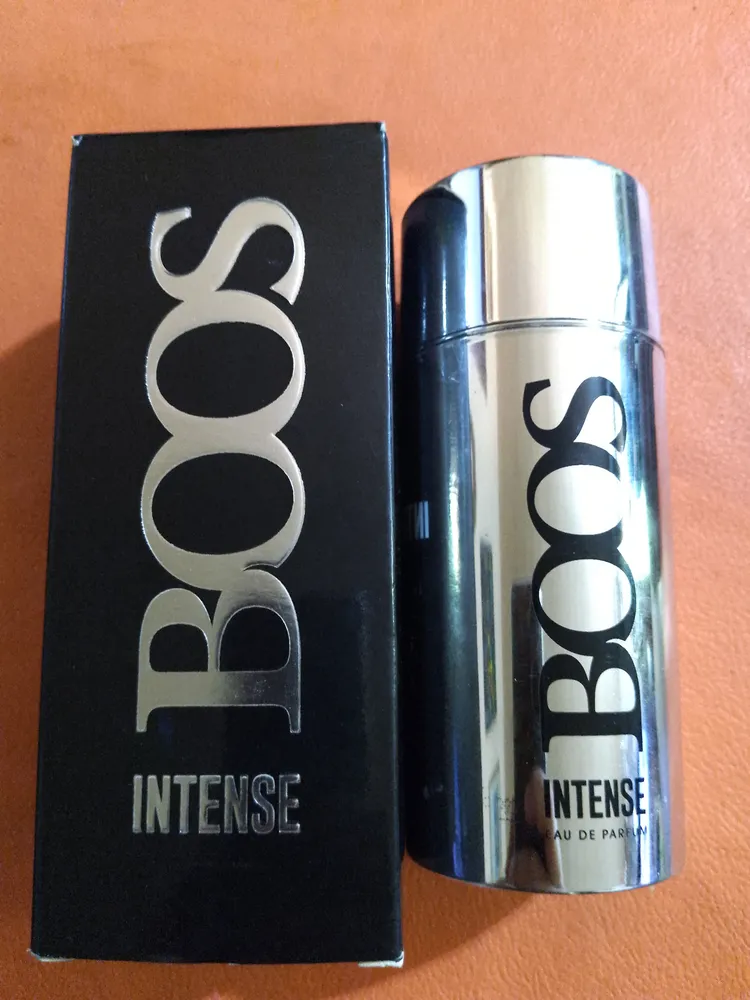 BOOS
INTENSE
BOOS
INTENSE
EAU DE PARFUM